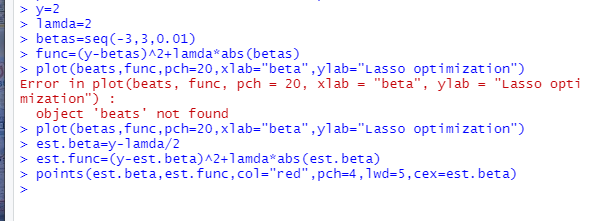 > y=2
> lamda=2
> betas=seq(-3,3,0.01)
> func=(y-betas)^2+lamda*abs(betas)
> plot(beats,func,pch=20,xlab="beta",ylab="Lasso optimization")
Error in plot(beats, func, pch = 20, xlab = "beta", ylab = "Lasso opti
mization") :
  object 'beats' not found
> plot(betas,func,pch=20,xlab="beta",ylab="Lasso optimization")
> est.beta=y-lamda/2
> est.func=(y-est.beta)^2+lamda*abs(est.beta)
> points(est.beta,est.func,col="red",pch=4,lwd=5,cex=est.beta)
>